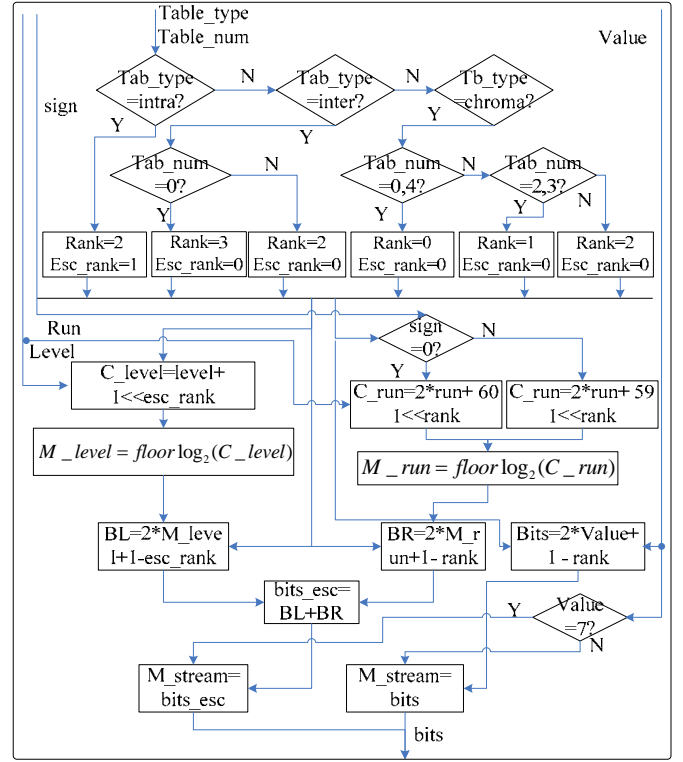 Table_type
Table_num
Value
sign
Tab_type
=intra?
N
Tab_type
=inter?
N
Tb_type
=chroma?
Y
Y
Y
Tab_num
=0?
N
Tab_num
=0,4?
N
Tab_num
=2,3?
N
Y
Y
Y
Rank=2
Esc_rank=1
Rank=3
Esc_rank=0
Rank=2
Esc_rank=0
Rank=0
Esc_rank=0
Rank=1
Esc_rank=0
Rank=2
Esc_rank=0
Run
Level
sign
=0?
N
Y
C_level=level+
1<<esc_rank
C_run=2*run+ 60
1<<rank
C_run=2*run+ 59
1<<rank
M _ level = floor log2(C _ level)
M _ run = floor log2(C _ run)
BL=2*M_leve
l+1-esc_rank
BR=2*M_r
un+1- rank
Bits=2*Value+
1 - rank
bits_esc=
BL+BR
Value
=7?
Y
N
M_stream=
bits_esc
M_stream=
bits
bits